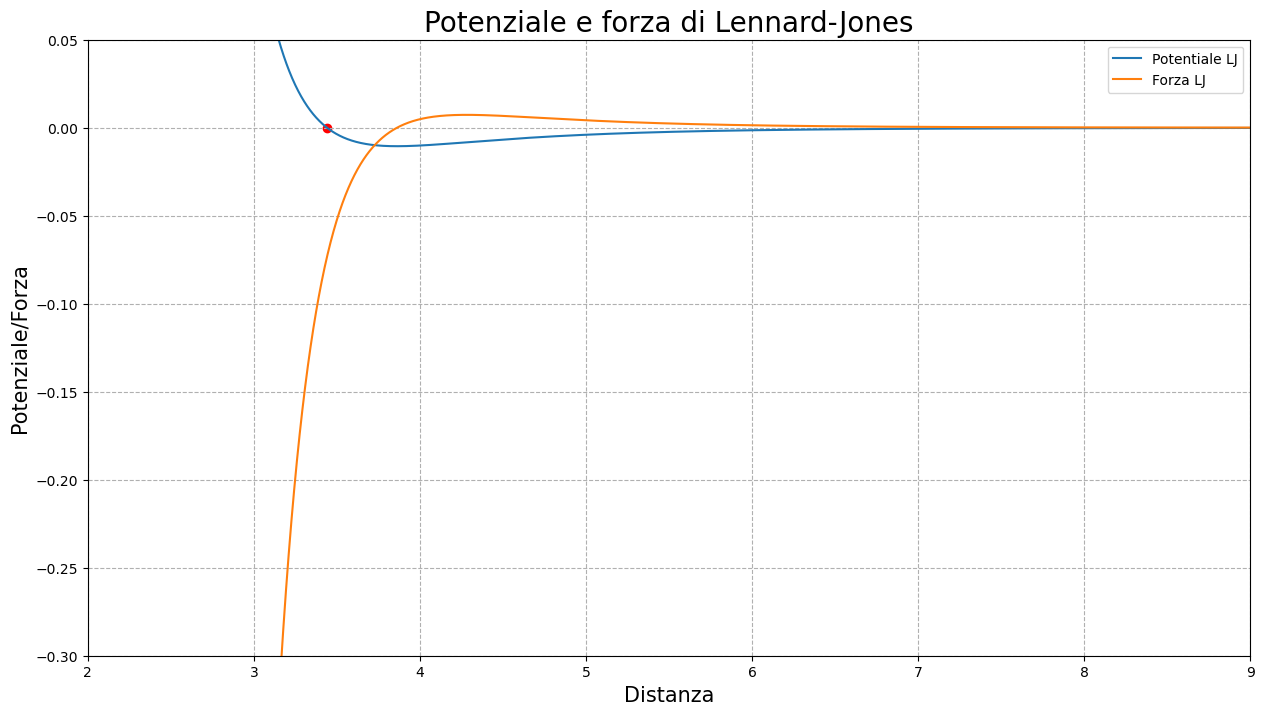 Potenziale e forza di Lennard-Jones
Potentiale LJ
Forza LJ
Potenziale/Forza
0.05
0.00
−0.05
−0.10
−0.15
−0.20
−0.25
−0.30
2 3 4 5 6 7 8 9
Distanza